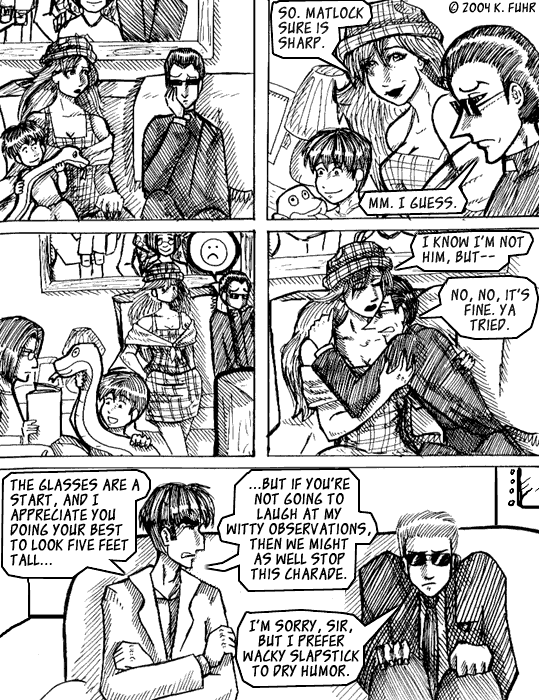 © 2004 K. FUHR
SO. MATLOCK
SURE IS
SHARP.
MM. I GUESS.
I KNOW I'M NOT
HIM, BUT--
NO, NO, IT'S
FINE. YA
TRIED.
THE GLASSES ARE A
START, AND I
APPRECIATE YOU
DOING YOUR BEST
TO LOOK FIVE FEET
TALL...
...BUT IF YOU'RE
NOT GOING TO
LAUGH AT MY
WITTY OBSERVATIONS,
THEN WE MIGHT
AS WELL STOP
THIS CHARADE.
I'M SORRY, SIR,
BUT I PREFER
WACKY SLAPSTICK
TO DRY HUMOR.